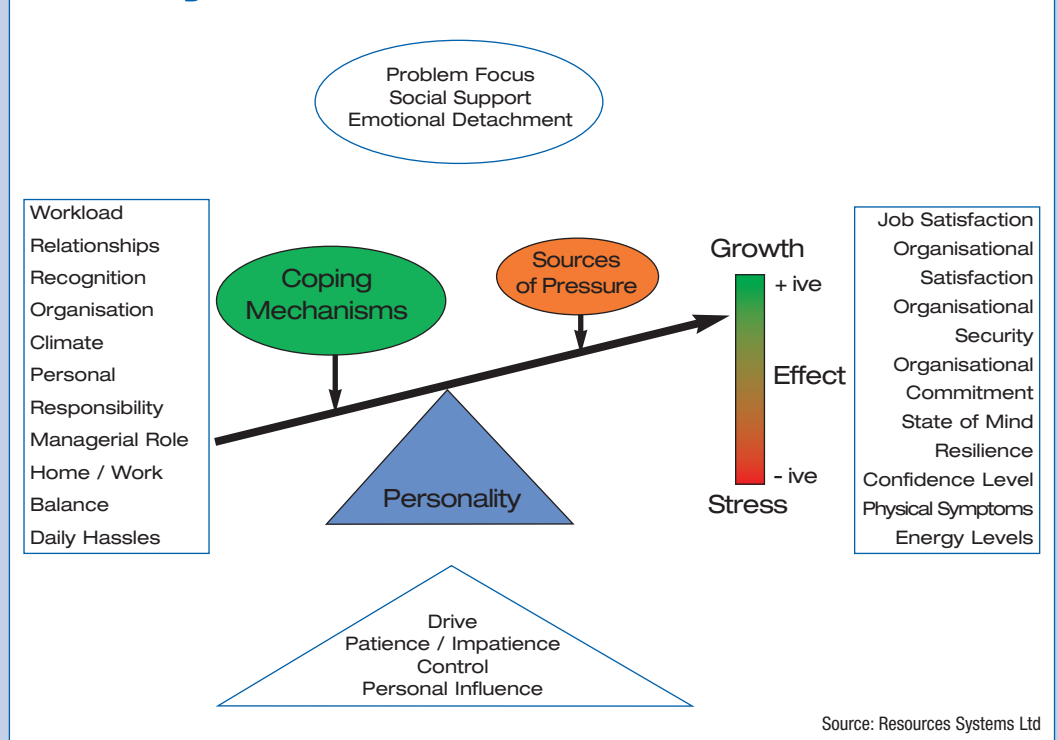 Problem Focus
Social Support
Emotional Detachment
Workload
Relationships
Recognition
Organisation
Climate
Personal
Responsibility
Managerial Role
Home / Work
Balance
Daily Hassles
Coping
Mechanisms
Sources
of Pressure
Personality
Growth
+ ive
Effect
- ive
Stress
Job Satisfaction
Organisational
Satisfaction
Organisational
Security
Organisational
Commitment
State of Mind
Resilience
Confidence Level
Physical Symptoms
Energy Levels
Drive
Patience / Impatience
Control
Personal Influence
Source: Resources Systems Ltd